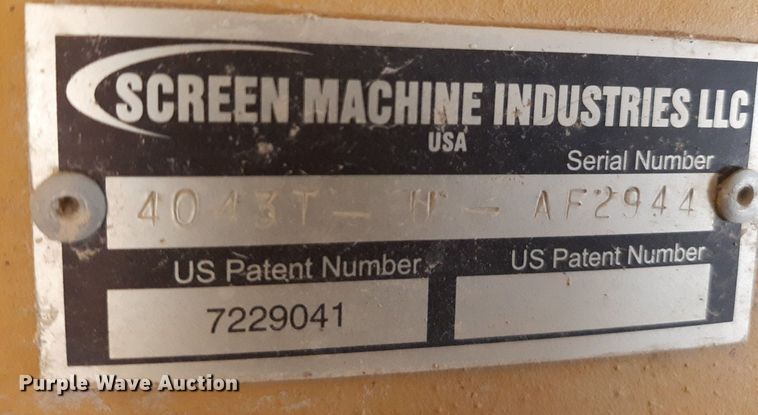 SCREEN MACHINE INDUSTRIES LLC
USA
Serial Number
4043T - H - AF2944
US Patent Number
US Patent Number
7229041
Purple Wave Auction